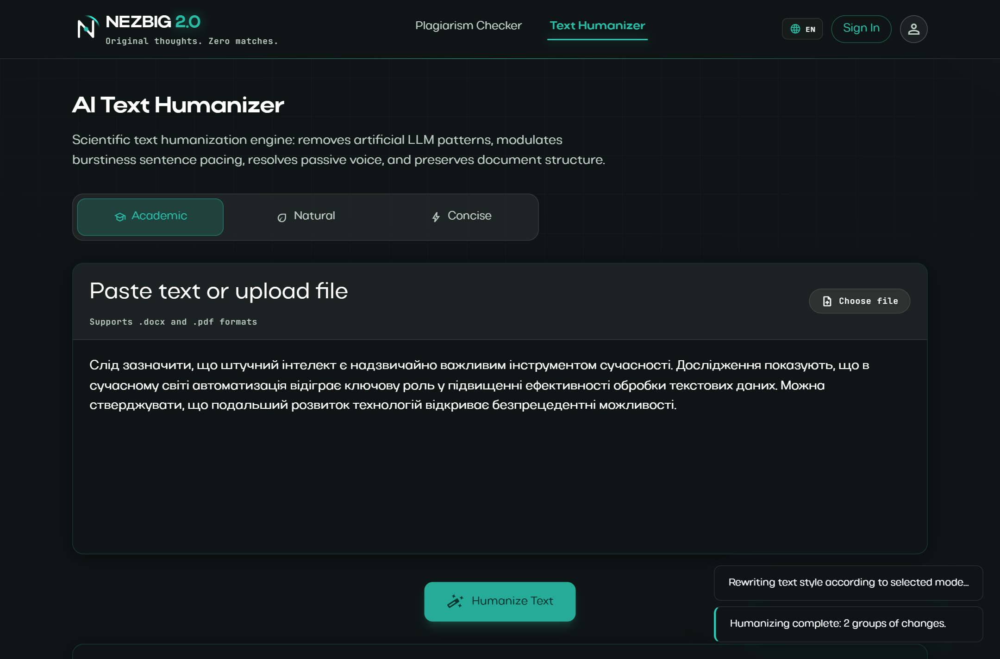 NEZBIG 2.0
Original thoughts. Zero matches.
Plagiarism Checker
Text Humanizer
EN
Sign In
AI Text Humanizer
Scientific text humanization engine: removes artificial LLM patterns, modulates
burstiness sentence pacing, resolves passive voice, and preserves document structure.
Academic
Natural
Concise
Paste text or upload file
Supports .docx and .pdf formats
Choose file
Слід зазначити, що штучний інтелект є надзвичайно важливим інструментом сучасності. Дослідження показують, що в
сучасному світі автоматизація відіграє ключову роль у підвищенні ефективності обробки текстових даних. Можна
стверджувати, що подальший розвиток технологій відкриває безпрецедентні можливості.
Humanize Text
Rewriting text style according to selected mode...
Humanizing complete: 2 groups of changes.